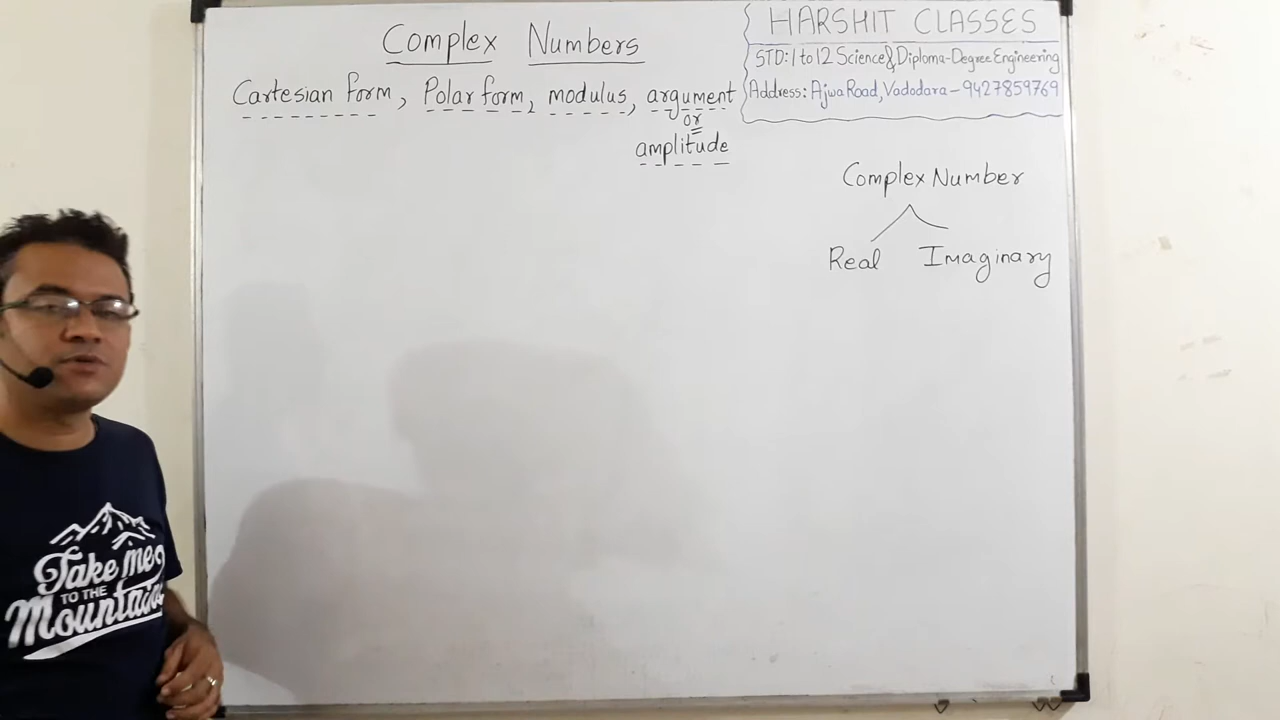 Complex Numbers
Cartesian form, Polar form, modulus, argument
or
amplitude
HARSHIT CLASSES
STD: 1 to 12 Science & Diploma-Degree Engineering
Address: Ajwa Road, Vadodara - 9427859769
Complex Number
Real Imaginary
Take me
TO THE
Mountains